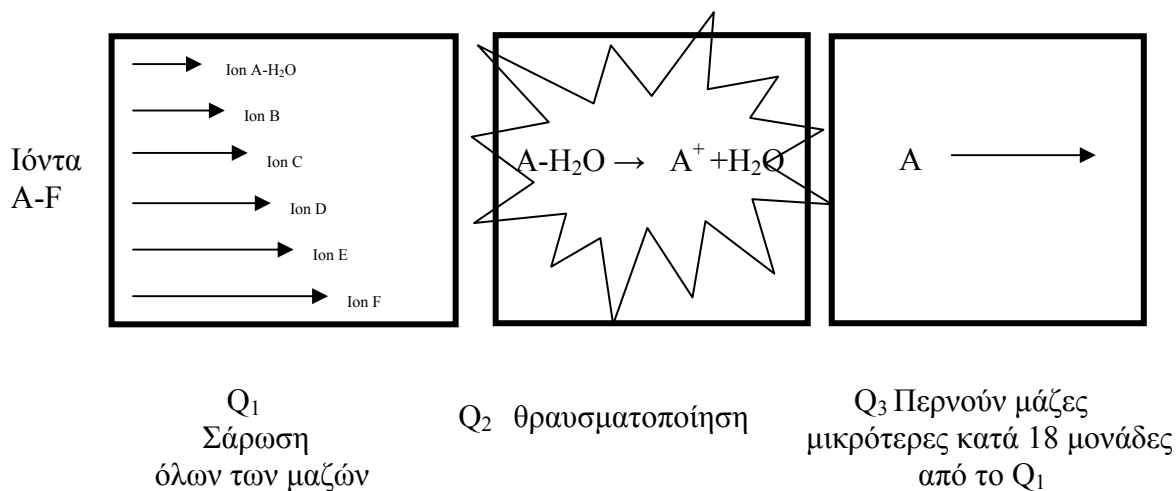 Ιόντα
A-F
Ion A-H₂O
Ion B
Ion C
Ion D
Ion E
Ion F
A-H₂O → A⁺ +H₂O
A
Q₁
Σάρωση
όλων των μαζών
Q₂ θραυσματοποίηση
Q₃ Περνούν μάζες
μικρότερες κατά 18 μονάδες
από το Q₁